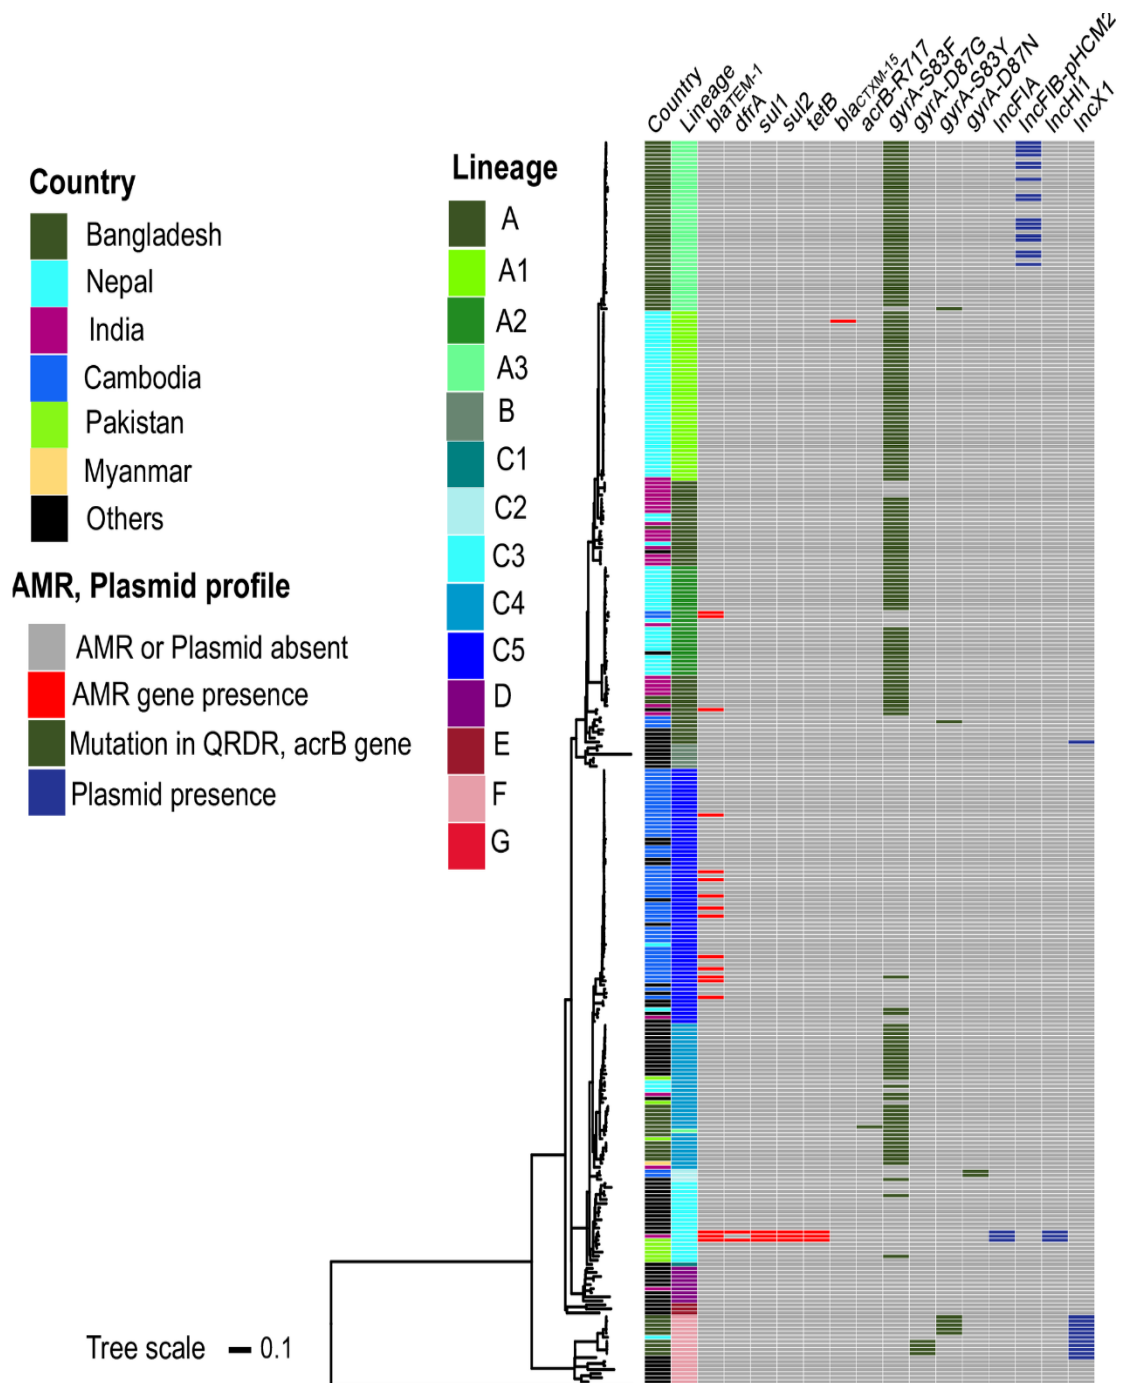 Country
Lineage
blaTEM-1
dfrA
sul1
sul2
tetB
blaCTXM-15
acrB-R717
gyrA-S83F
gyrA-D87G
gyrA-S83Y
gyrA-D87N
IncFIA
IncFIB-pHCM2
IncHI1
IncX1
Country
Bangladesh
Nepal
India
Cambodia
Pakistan
Myanmar
Others
AMR, Plasmid profile
AMR or Plasmid absent
AMR gene presence
Mutation in QRDR, acrB gene
Plasmid presence
Lineage
A
A1
A2
A3
B
C1
C2
C3
C4
C5
D
E
F
G
Tree scale 0.1